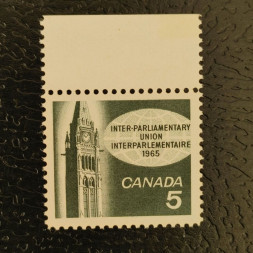 INTER-PARLIAMENTARY
UNION
INTERPARLEMENTAIRE
1965
CANADA
5